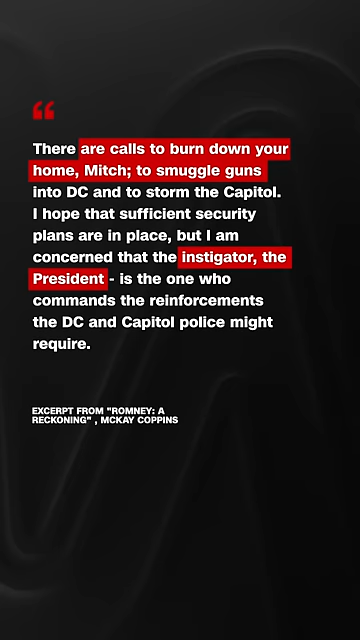 There are calls to burn down your
home, Mitch; to smuggle guns
into DC and to storm the Capitol.
I hope that sufficient security
plans are in place, but I am
concerned that the instigator, the
President - is the one who
commands the reinforcements
the DC and Capitol police might
require.
EXCERPT FROM "ROMNEY: A
RECKONING" , MCKAY COPPINS